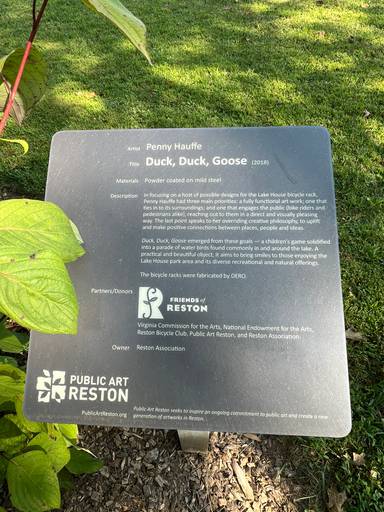 Artist Penny Hauffe
Title Duck, Duck, Goose (2018)
Materials Powder coated on mild steel
Description In focusing on a host of possible designs for the Lake House bicycle rack,
Penny Hauffe had three main priorities: a fully functional art work; one that
ties in to its surroundings; and one that engages the public (bike riders and
pedestrians alike), reaching out to them in a direct and visually pleasing
way. The last point speaks to her overriding creative philosophy; to uplift
and make positive connections between places, people and ideas.
Duck, Duck, Goose emerged from these goals — a children's game solidified
into a parade of water birds found commonly in and around the lake. A
practical and beautiful object, it aims to bring smiles to those enjoying the
Lake House park area and its diverse recreational and natural offerings.
The bicycle racks were fabricated by DERO.
Partners/Donors
FRIENDS of
RESTON
Virginia Commission for the Arts, National Endowment for the Arts,
Reston Bicycle Club, Public Art Reston, and Reston Association.
Owner Reston Association
PUBLIC ART
RESTON
PublicArtReston.org
Public Art Reston seeks to inspire an ongoing commitment to public art and create a new
generation of artworks in Reston.